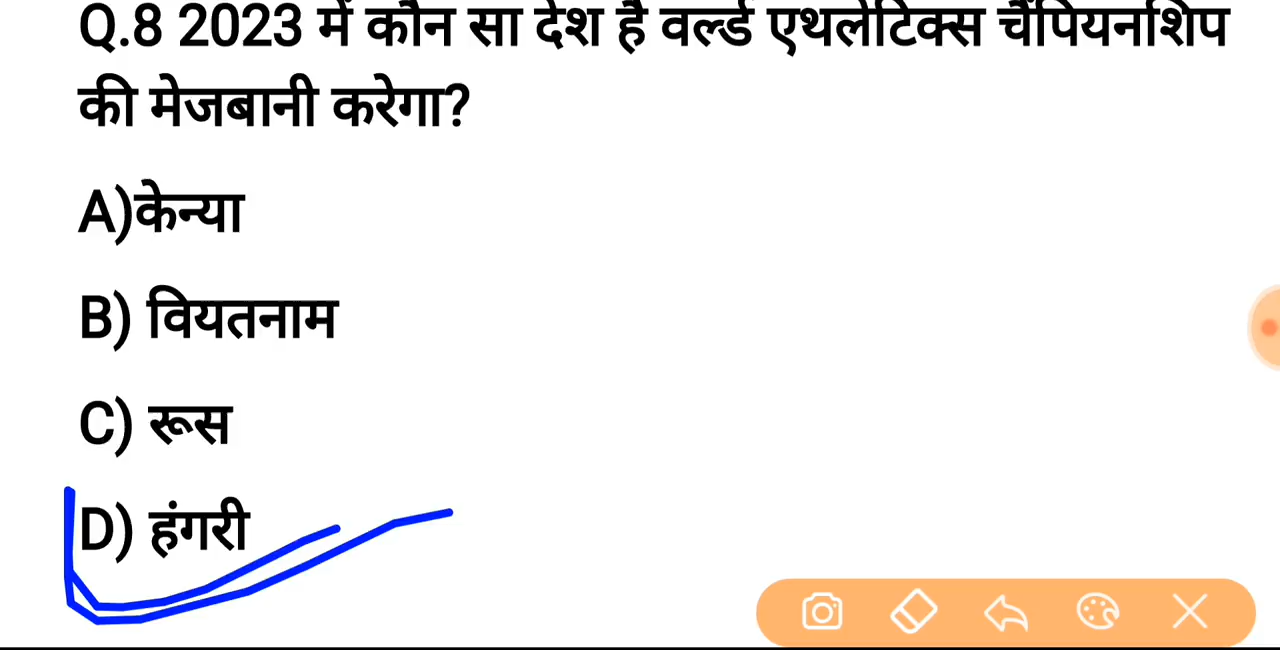 Q.8 2023 में कौन सा देश है वर्ल्ड एथलेटिक्स चैंपियनशिप
की मेजबानी करेगा?
A)केन्या
B) वियतनाम
C) रूस
D) हंगरी